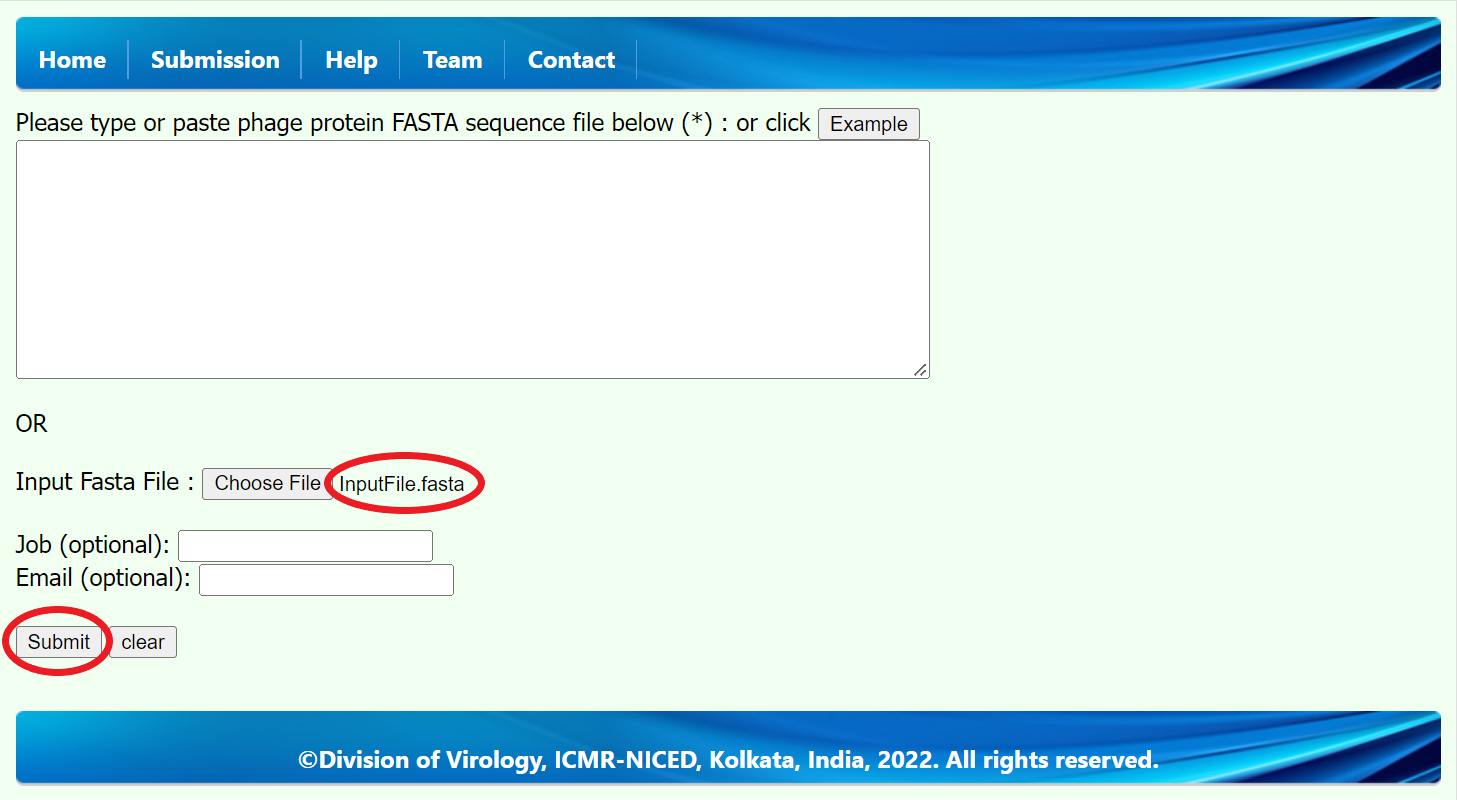 Home Submission Help Team Contact
Please type or paste phage protein FASTA sequence file below (*) : or click Example
OR
Input Fasta File : Choose File InputFile.fasta
Job (optional):
Email (optional):
Submit clear
©Division of Virology, ICMR-NICED, Kolkata, India, 2022. All rights reserved.